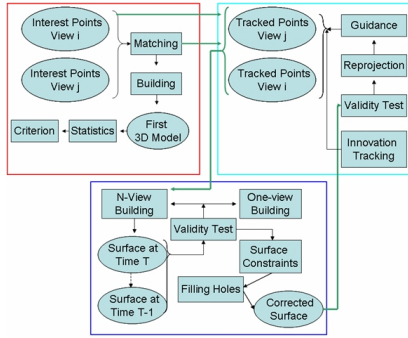 Interest Points
View i
Interest Points
View j
Matching
Building
First
3D Model
Statistics
Criterion
Tracked Points
View j
Tracked Points
View i
Guidance
Reprojection
Validity Test
Innovation
Tracking
N-View
Building
One-view
Building
Validity Test
Surface at
Time T
Surface
Constraints
Filling Holes
Surface at
Time T-1
Corrected
Surface